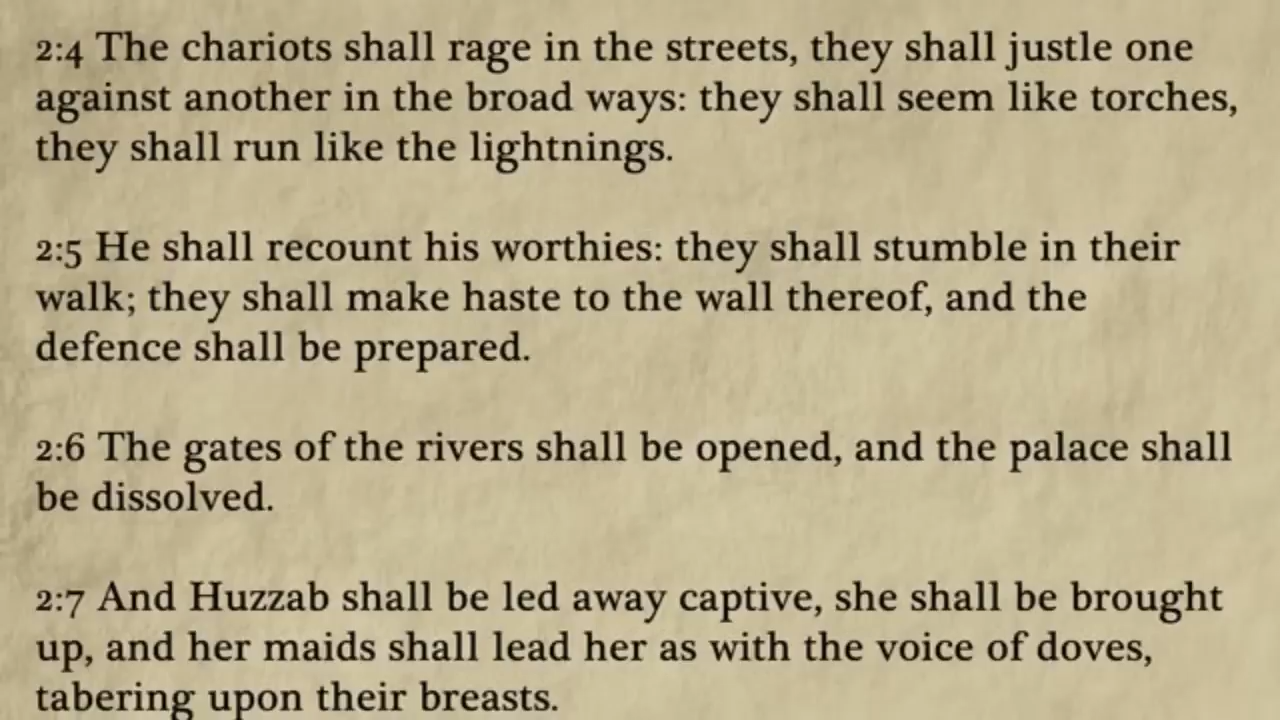 2:4 The chariots shall rage in the streets, they shall justle one
against another in the broad ways: they shall seem like torches,
they shall run like the lightnings.
2:5 He shall recount his worthies: they shall stumble in their
walk; they shall make haste to the wall thereof, and the
defence shall be prepared.
2:6 The gates of the rivers shall be opened, and the palace shall
be dissolved.
2:7 And Huzzab shall be led away captive, she shall be brought
up, and her maids shall lead her as with the voice of doves,
tabering upon their breasts.